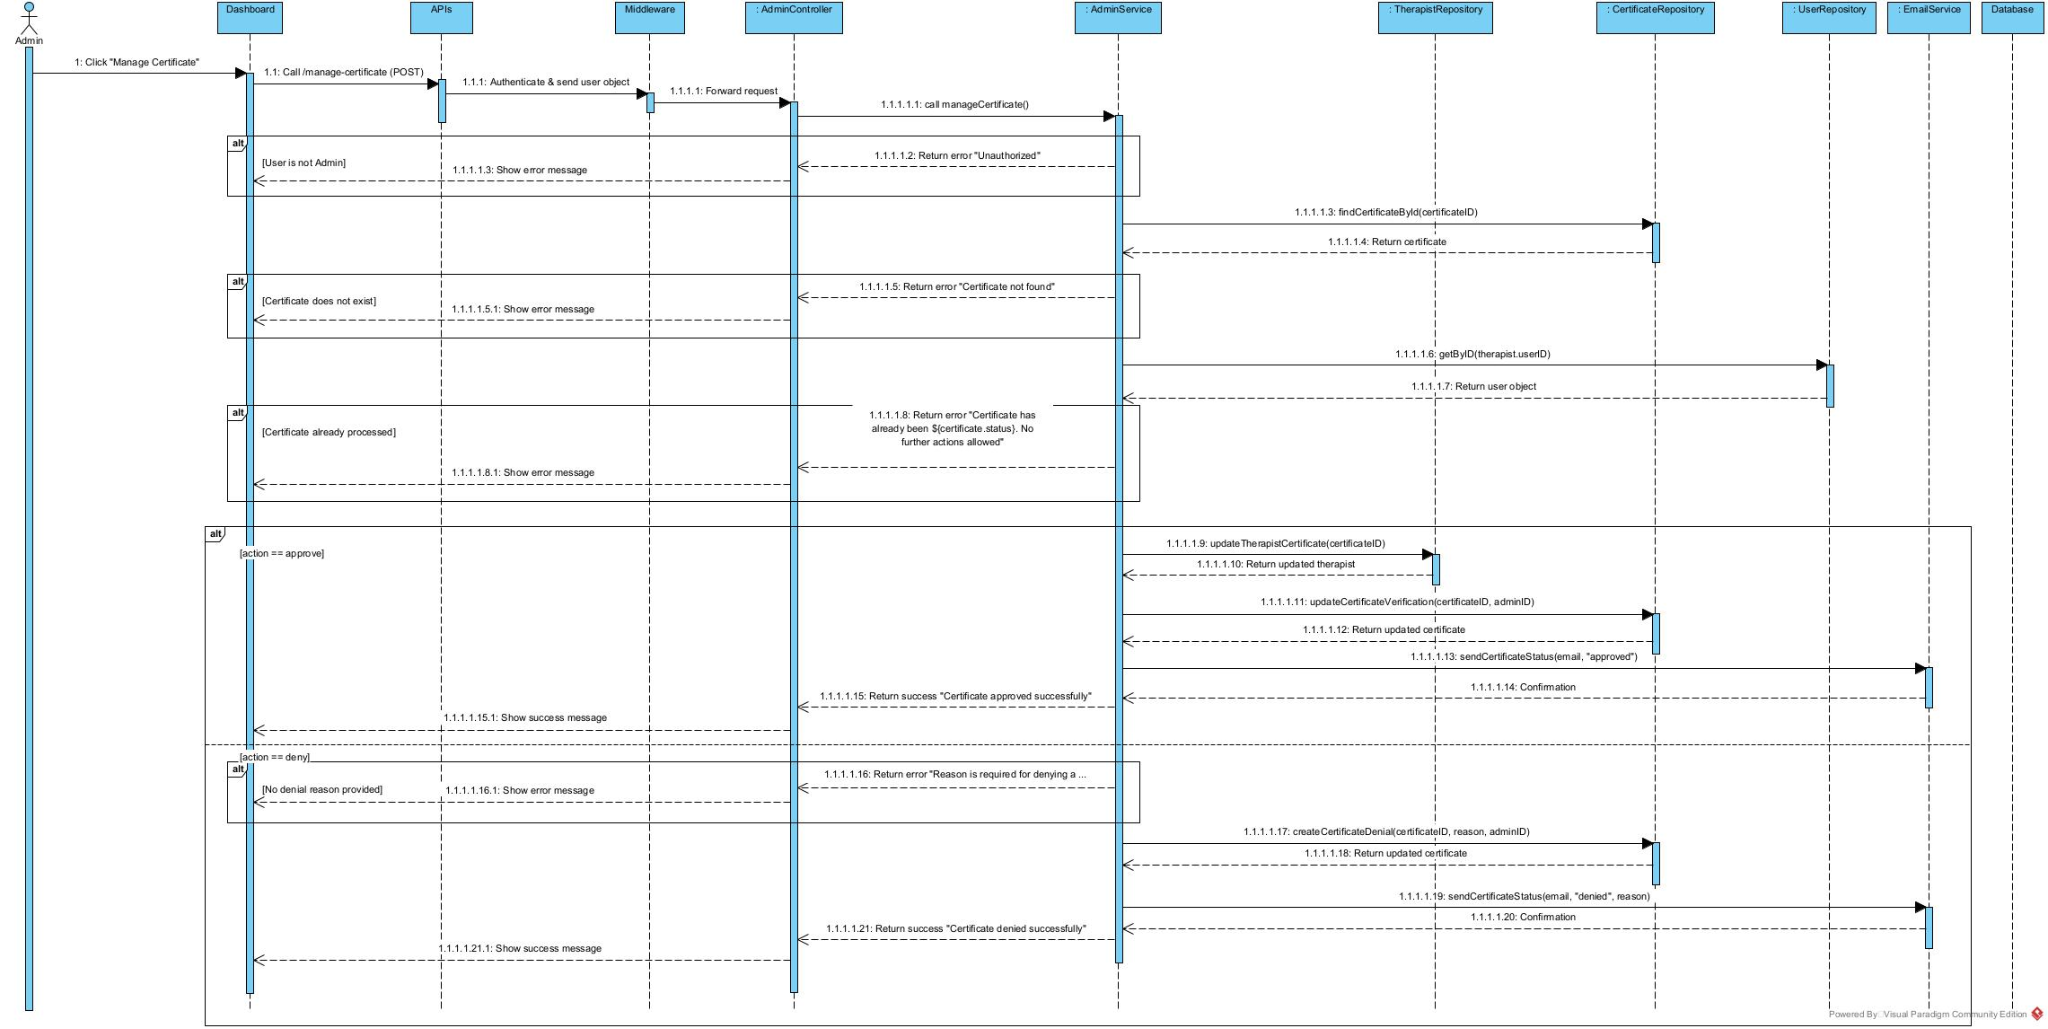 Dashboard
APIs
Middleware
: AdminController
: AdminService
: TherapistRepository
: CertificateRepository
: UserRepository
: EmailService
Database
Admin
1: Click "Manage Certificate"
1.1: Call /manage-certificate (POST)
1.1.1: Authenticate & send user object
1.1.1.1: Forward request
1.1.1.1.1: call manageCertificate()
alt
[User is not Admin]
1.1.1.1.2: Return error "Unauthorized"
1.1.1.1.3: Show error message
1.1.1.1.3: findCertificateById(certificateID)
1.1.1.1.4: Return certificate
alt
[Certificate does not exist]
1.1.1.1.5: Return error "Certificate not found"
1.1.1.1.5.1: Show error message
1.1.1.1.6: getByID(therapist.userID)
1.1.1.1.7: Return user object
alt
[Certificate already processed]
1.1.1.1.8: Return error "Certificate has
already been ${certificate.status}. No
further actions allowed"
1.1.1.1.8.1: Show error message
alt
[action == approve]
1.1.1.1.9: updateTherapistCertificate(certificateID)
1.1.1.1.10: Return updated therapist
1.1.1.1.11: updateCertificateVerification(certificateID, adminID)
1.1.1.1.12: Return updated certificate
1.1.1.1.13: sendCertificateStatus(email, "approved")
1.1.1.1.14: Confirmation
1.1.1.1.15: Return success "Certificate approved successfully"
1.1.1.1.15.1: Show success message
[action == deny]
alt
[No denial reason provided]
1.1.1.1.16: Return error "Reason is required for denying a ...
1.1.1.1.16.1: Show error message
1.1.1.1.17: createCertificateDenial(certificateID, reason, adminID)
1.1.1.1.18: Return updated certificate
1.1.1.1.19: sendCertificateStatus(email, "denied", reason)
1.1.1.1.20: Confirmation
1.1.1.1.21: Return success "Certificate denied successfully"
1.1.1.1.21.1: Show success message
Powered By: Visual Paradigm Community Edition